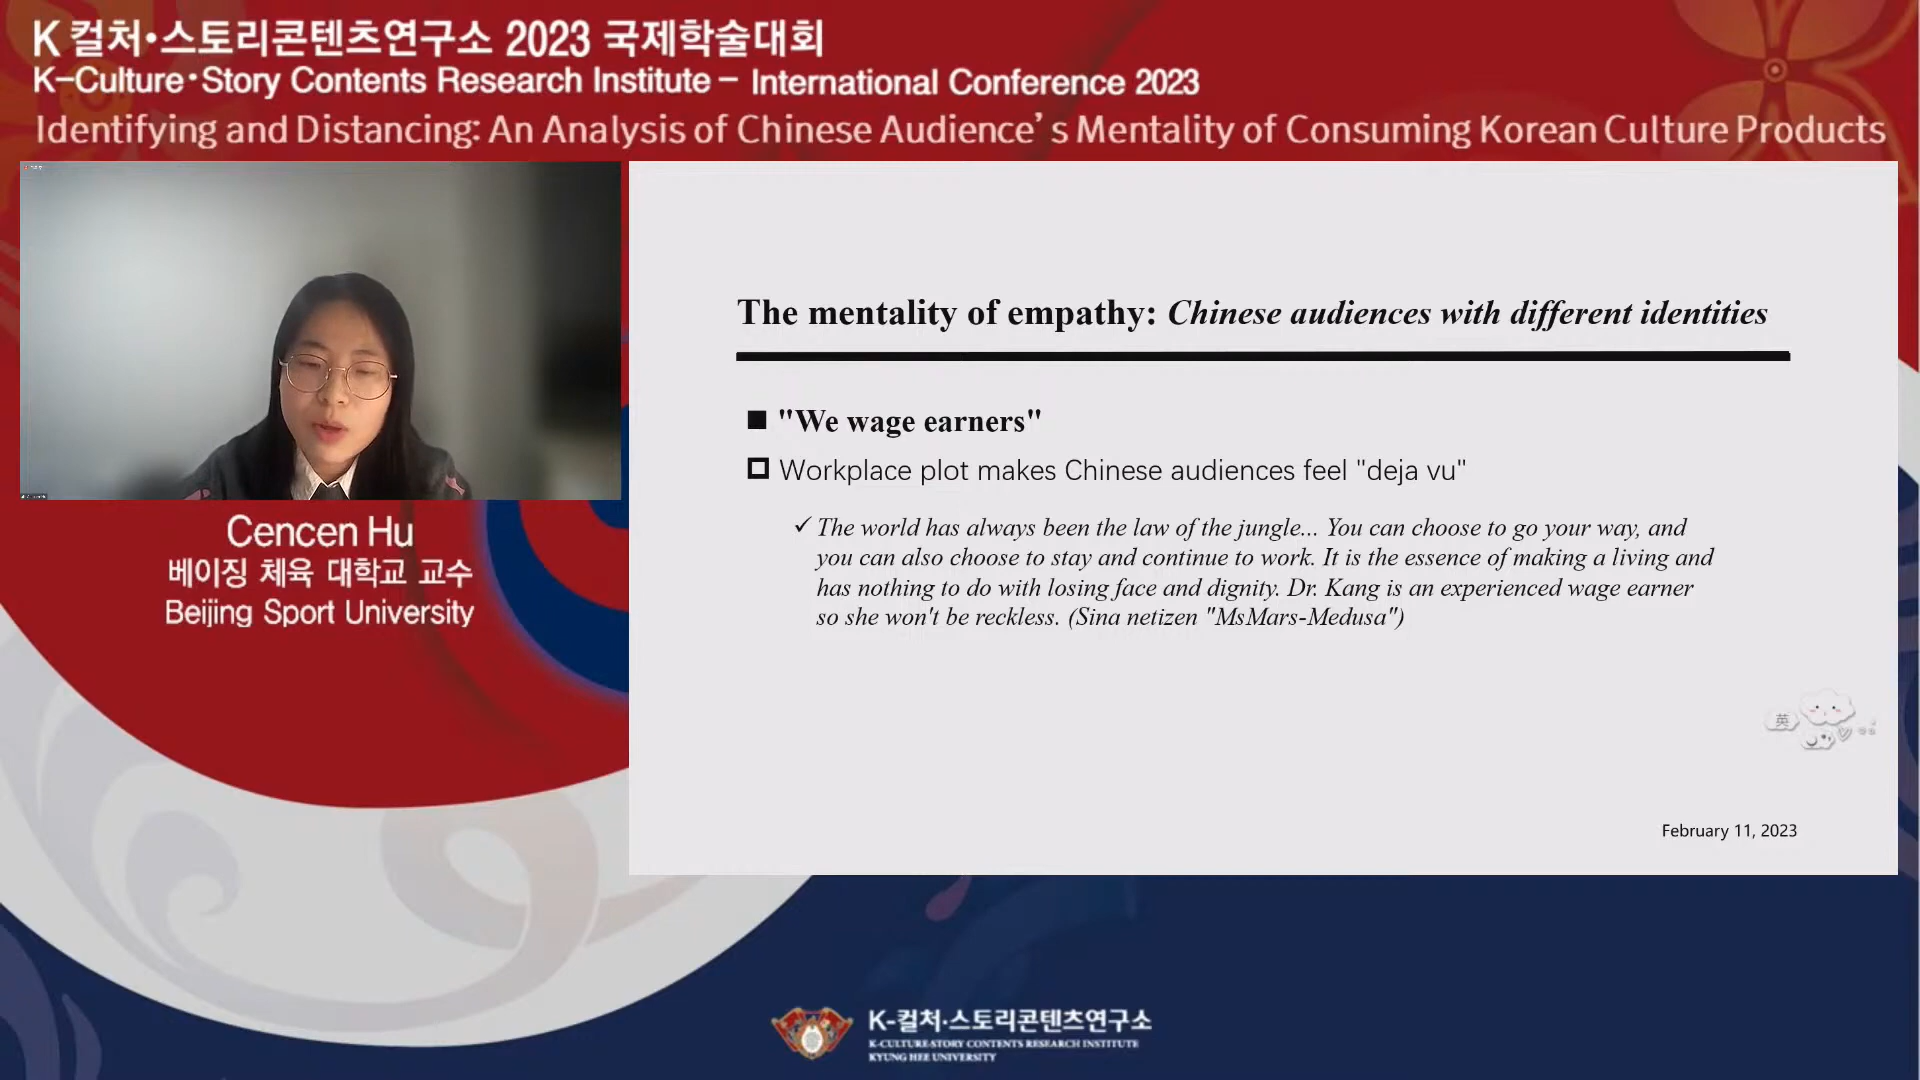 K 컬처•스토리콘텐츠연구소 2023 국제학술대회
K-Culture•Story Contents Research Institute - International Conference 2023
Identifying and Distancing: An Analysis of Chinese Audience's Mentality of Consuming Korean Culture Products
Cencen Hu
베이징 체육 대학교 교수
Beijing Sport University
The mentality of empathy: Chinese audiences with different identities
"We wage earners"
Workplace plot makes Chinese audiences feel "deja vu"
The world has always been the law of the jungle... You can choose to go your way, and
you can also choose to stay and continue to work. It is the essence of making a living and
has nothing to do with losing face and dignity. Dr. Kang is an experienced wage earner
so she won't be reckless. (Sina netizen "MsMars-Medusa")
英
February 11, 2023
K-컬처•스토리콘텐츠연구소
K-CULTURE•STORY CONTENTS RESEARCH INSTITUTE
KYUNG HEE UNIVERSITY